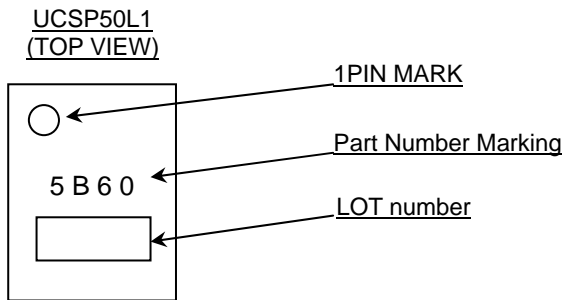 UCSP50L1
(TOP VIEW)
1PIN MARK
Part Number Marking
5 B 6 0
LOT number